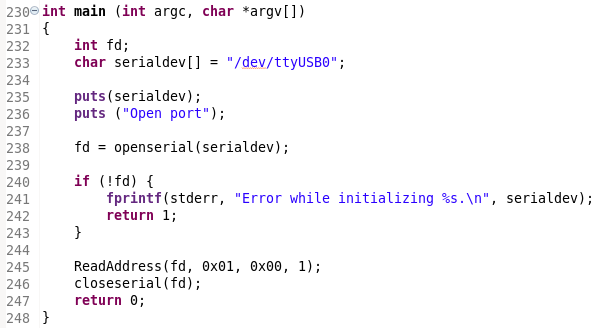 230 int main (int argc, char *argv[])
231 {
232     int fd;
233     char serialdev[] = "/dev/ttyUSB0";
234
235     puts(serialdev);
236     puts ("Open port");
237
238     fd = openserial(serialdev);
239
240     if (!fd) {
241         fprintf(stderr, "Error while initializing %s.\n", serialdev);
242         return 1;
243     }
244
245     ReadAddress(fd, 0x01, 0x00, 1);
246     closeserial(fd);
247     return 0;
248 }